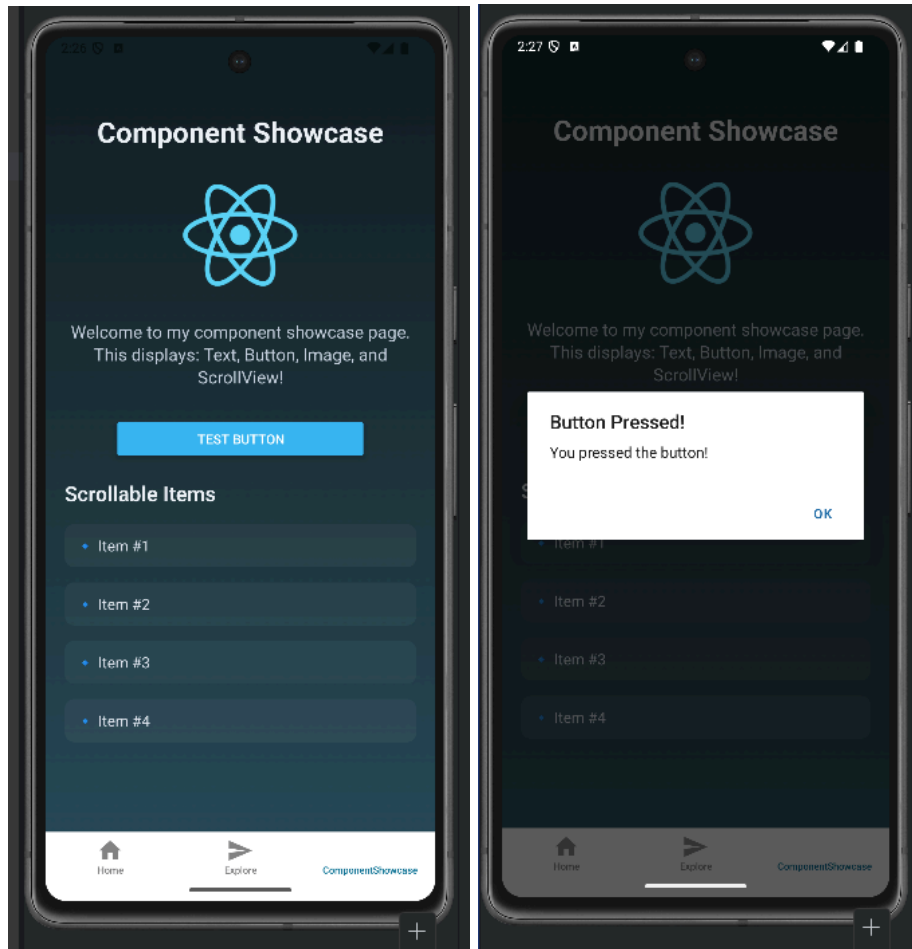 2:26
Component Showcase
Welcome to my component showcase page.
This displays: Text, Button, Image, and
ScrollView!
TEST BUTTON
Scrollable Items
Item #1
Item #2
Item #3
Item #4
Home
Explore
ComponentShowcase
2:27
Component Showcase
Welcome to my component showcase page.
This displays: Text, Button, Image, and
ScrollView!
Button Pressed!
You pressed the button!
OK
Item #1
Item #2
Item #3
Item #4
Home
Explore
ComponentShowcase